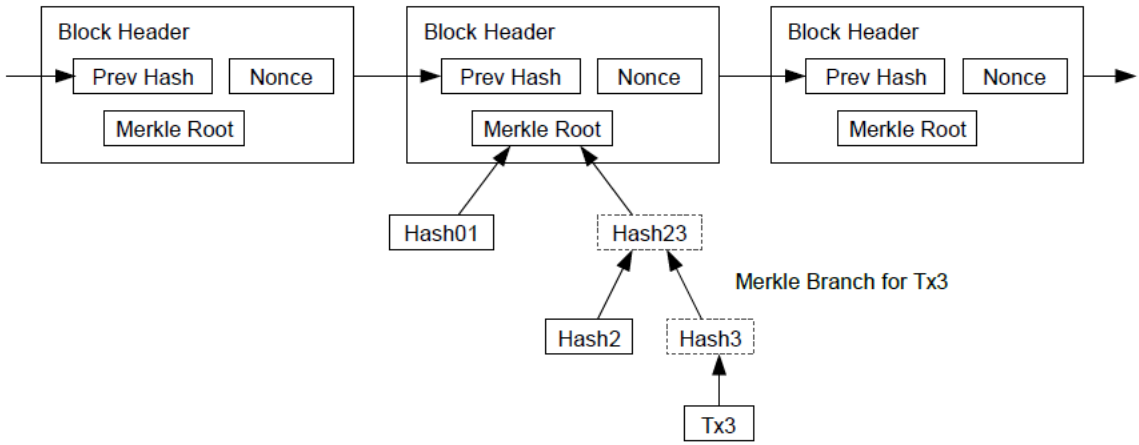 Block Header
Block Header
Block Header
Prev Hash
Nonce
Prev Hash
Nonce
Prev Hash
Nonce
Merkle Root
Merkle Root
Merkle Root
Hash01
Hash23
Merkle Branch for Tx3
Hash2
Hash3
Tx3